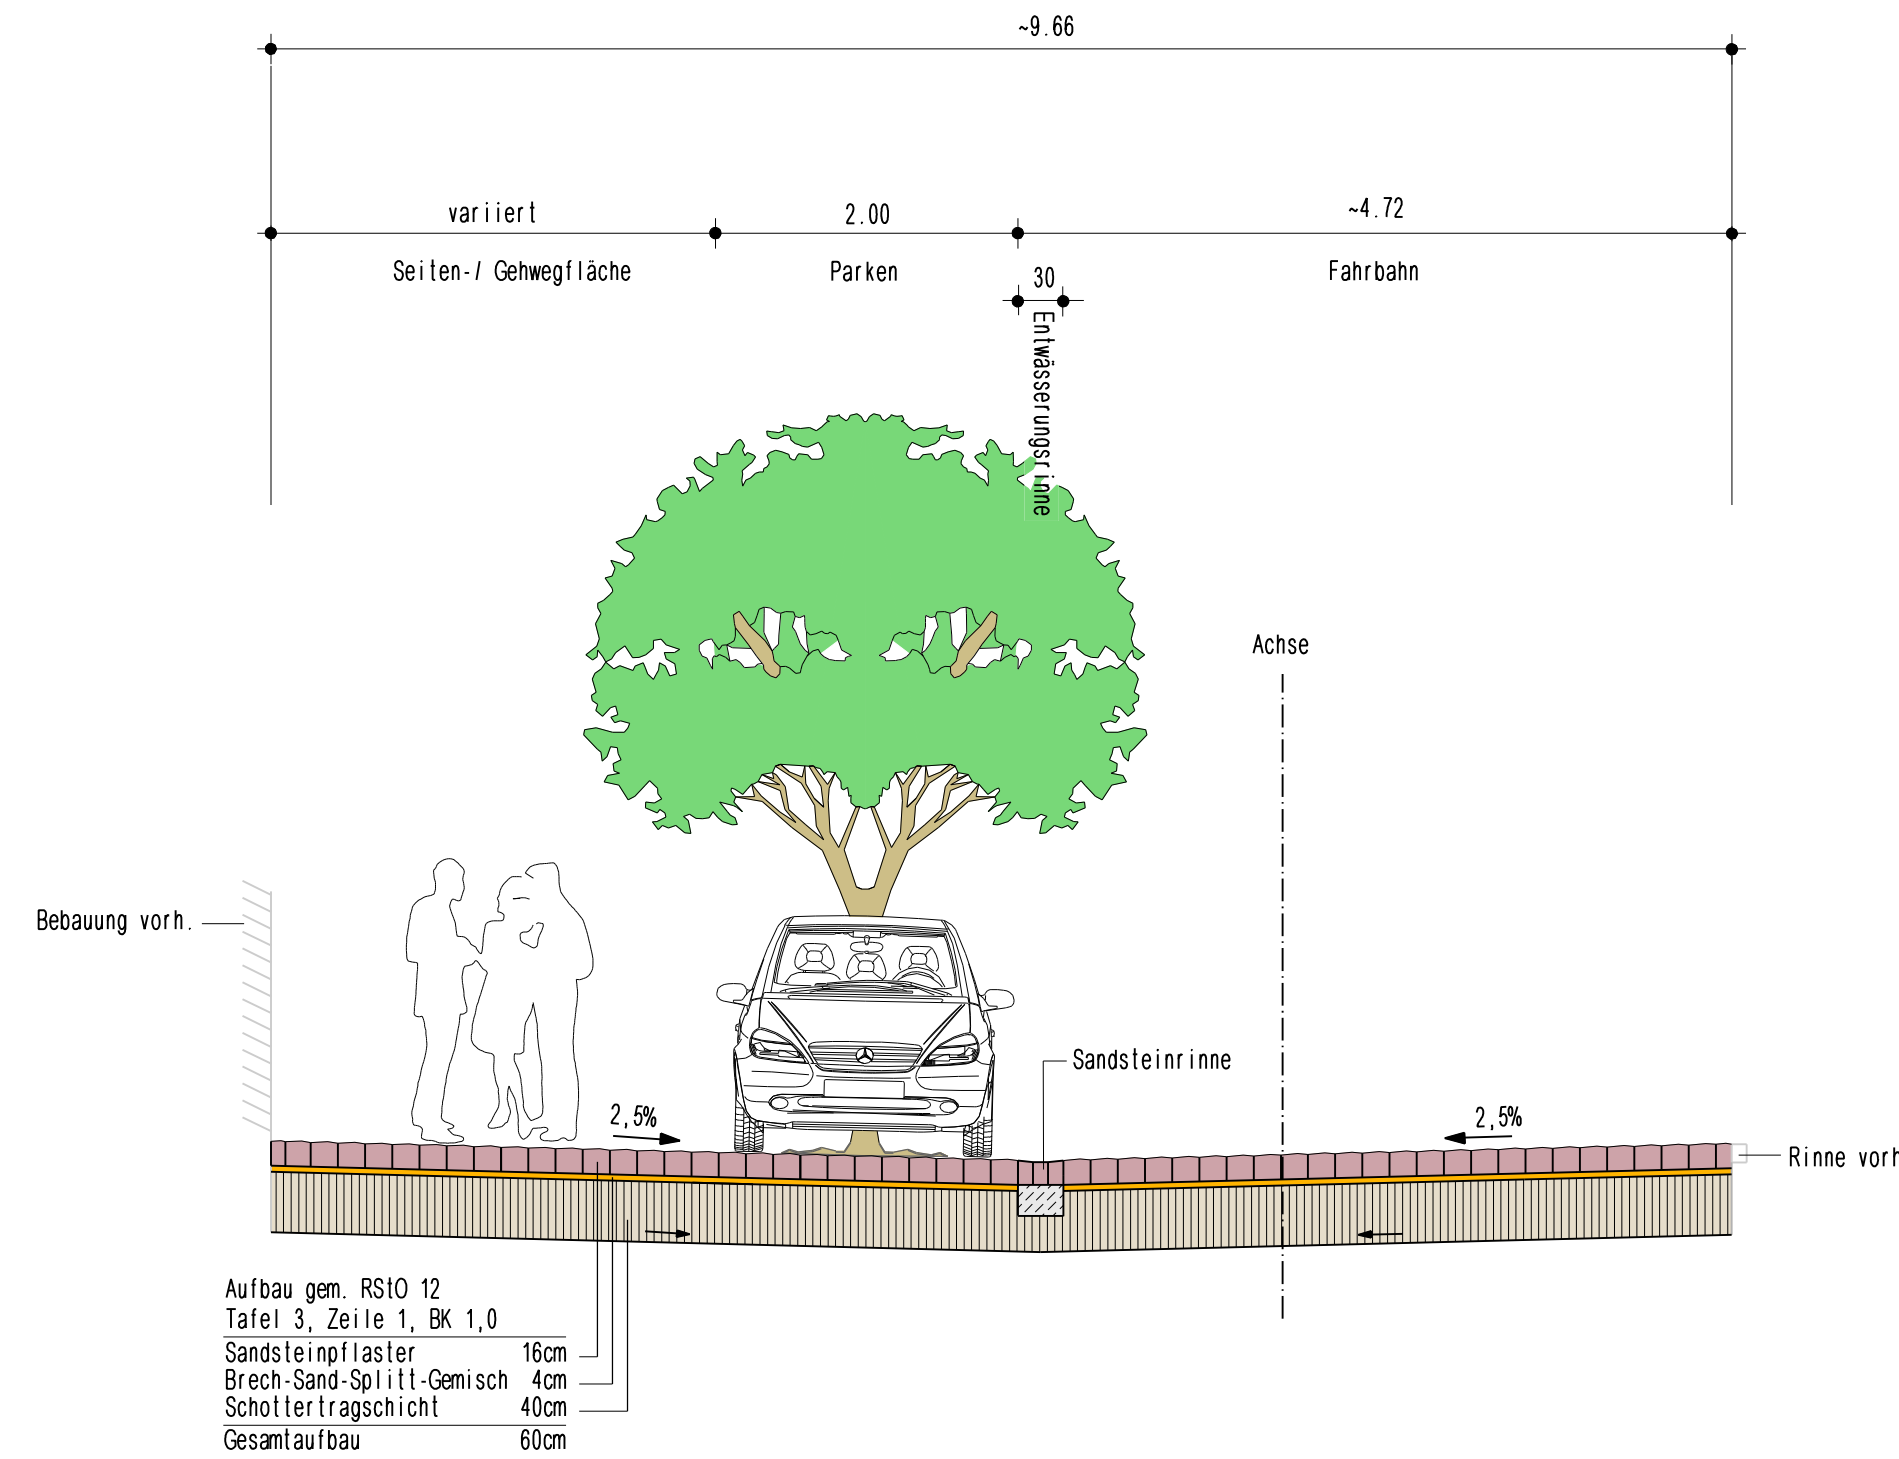 ~9.66
variiert
2.00
~4.72
Seiten-/ Gehwegfläche
Parken
30
Fahrbahn
Entwässerungsrinne
Achse
Bebauung vorh.
Sandsteinrinne
2,5%
2,5%
Rinne vorh
Aufbau gem. RStO 12
Tafel 3, Zeile 1, BK 1,0
Sandsteinpflaster 16cm
Brech-Sand-Splitt-Gemisch 4cm
Schottertragschicht 40cm
Gesamtaufbau 60cm